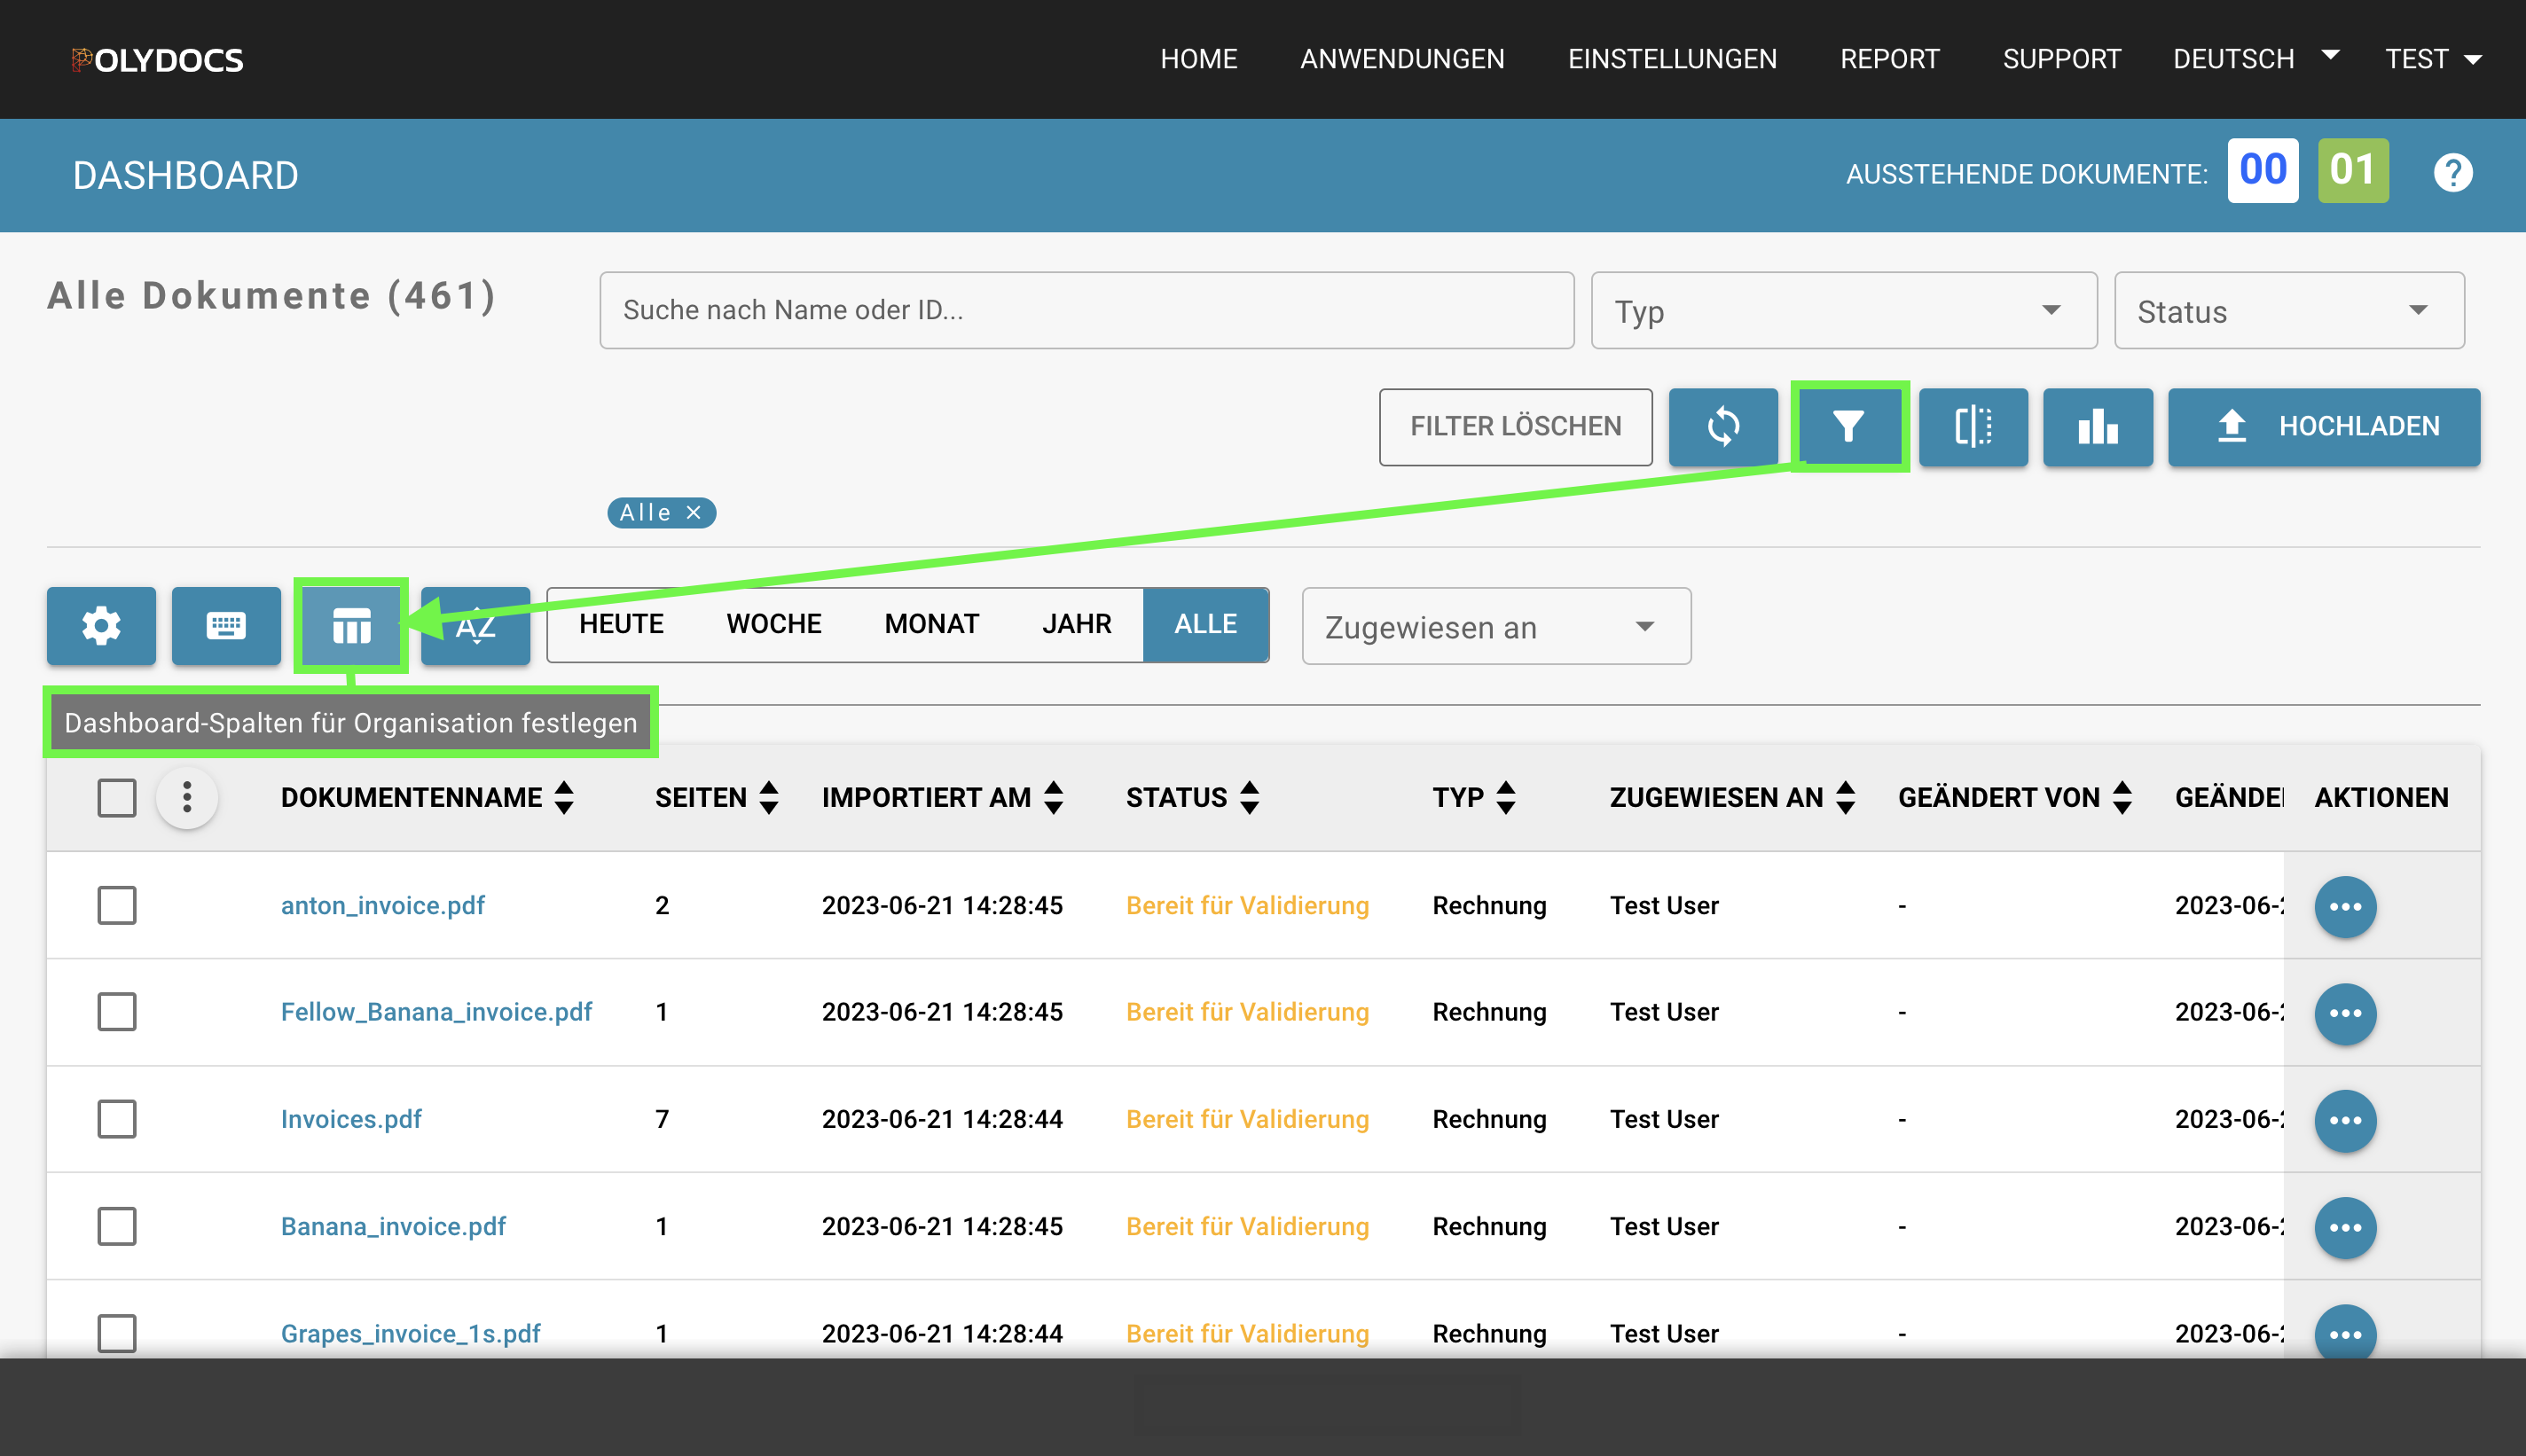 POLYDOCS HOME ANWENDUNGEN EINSTELLUNGEN REPORT SUPPORT DEUTSCH TEST
DASHBOARD AUSSTEHENDE DOKUMENTE: 00 01 ?
Alle Dokumente (461) Suche nach Name oder ID... Typ Status
FILTER LÖSCHEN HOCHLADEN
Alle ×
AZ HEUTE WOCHE MONAT JAHR ALLE Zugewiesen an
Dashboard-Spalten für Organisation festlegen
DOKUMENTENNAME SEITEN IMPORTIERT AM STATUS TYP ZUGEWIESEN AN GEÄNDERT VON AKTIONEN
anton_invoice.pdf 2 2023-06-21 14:28:45 Bereit für Validierung Rechnung Test User - 2023-06-
Fellow_Banana_invoice.pdf 1 2023-06-21 14:28:45 Bereit für Validierung Rechnung Test User - 2023-06-
Invoices.pdf 7 2023-06-21 14:28:44 Bereit für Validierung Rechnung Test User - 2023-06-
Banana_invoice.pdf 1 2023-06-21 14:28:45 Bereit für Validierung Rechnung Test User - 2023-06-
Grapes_invoice_1s.pdf 1 2023-06-21 14:28:44 Bereit für Validierung Rechnung Test User - 2023-06-